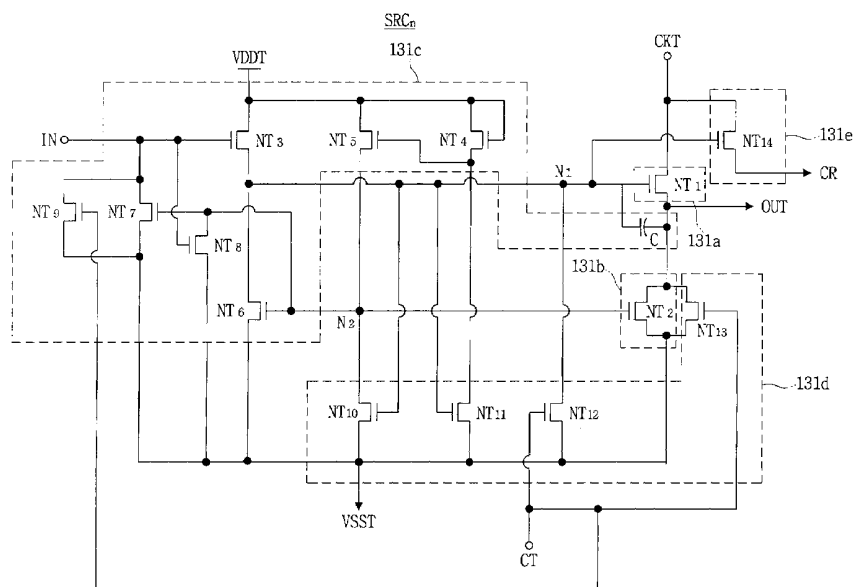 SRCn
131c
VDDT
CKT
IN
NT3
NT5
NT4
NT14
131e
CR
N1
NT1
OUT
131a
NT9
NT7
NT8
C
131b
NT6
N2
NT2
NT13
131d
NT10
NT11
NT12
VSST
CT